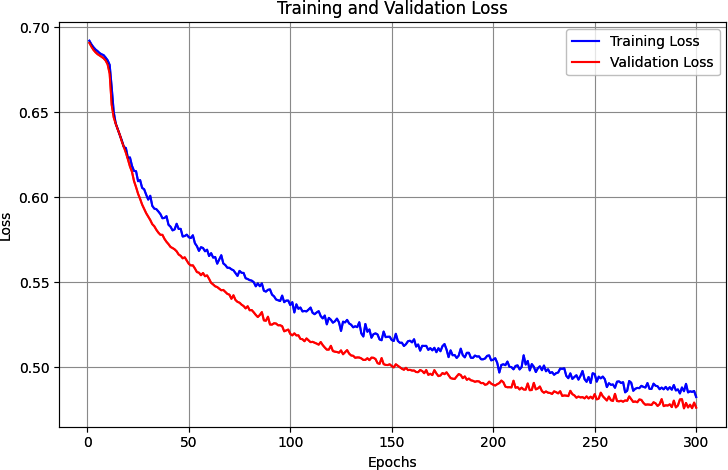 Training and Validation Loss
Training Loss
Validation Loss
0.70
0.65
0.60
0.55
0.50
Loss
0 50 100 150 200 250 300
Epochs